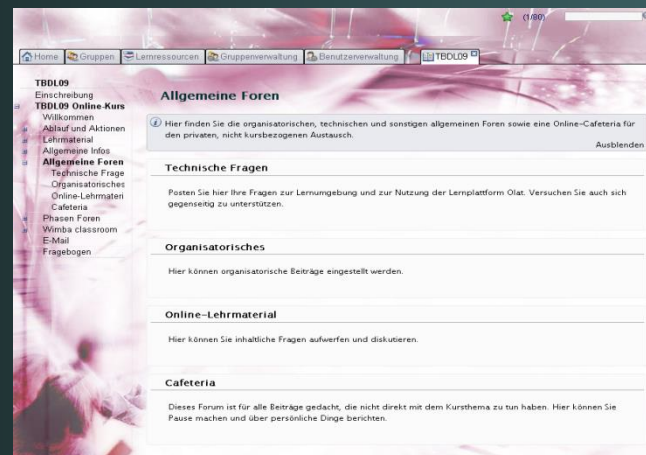 (1/80)
Home Gruppen Lernressourcen Gruppenverwaltung Benutzerverwaltung TBDL09
TBDL09
Einschreibung
TBDL09 Online-Kurs
Willkommen
Ablauf und Aktionen
Lehrmaterial
Allgemeine Infos
Allgemeine Foren
Technische Frage
Organisatorisches
Online-Lehrmateri
Cafeteria
Phasen Foren
Wimba classroom
E-Mail
Fragebogen
Allgemeine Foren
Hier finden Sie die organisatorischen, technischen und sonstigen allgemeinen Foren sowie eine Online-Cafeteria für
den privaten, nicht kursbezogenen Austausch.
Ausblenden
Technische Fragen
Posten Sie hier Ihre Fragen zur Lernumgebung und zur Nutzung der Lernplattform Olat. Versuchen Sie auch sich
gegenseitig zu unterstützen.
Organisatorisches
Hier können organisatorische Beiträge eingestellt werden.
Online-Lehrmaterial
Hier können Sie inhaltliche Fragen aufwerfen und diskutieren.
Cafeteria
Dieses Forum ist für alle Beiträge gedacht, die nicht direkt mit dem Kursthema zu tun haben. Hier können Sie
Pause machen und über persönliche Dinge berichten.